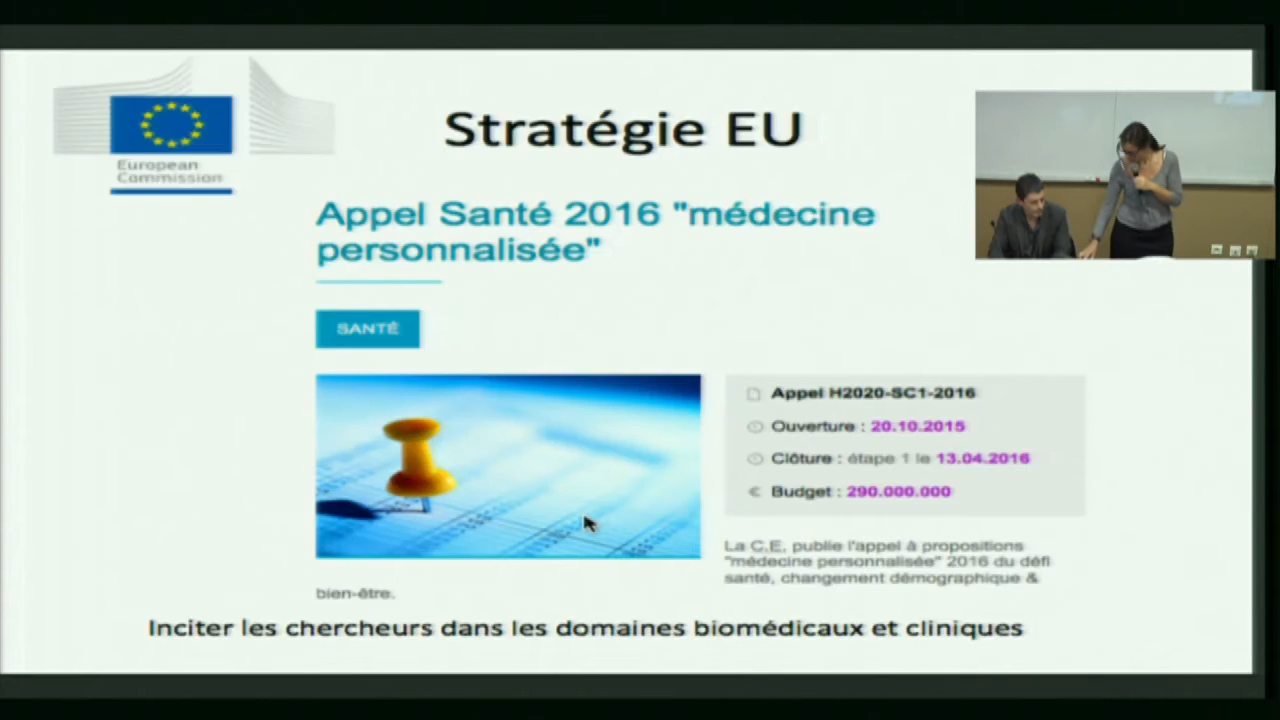 European
Commission
Stratégie EU
Appel Santé 2016 "médecine
personnalisée"
SANTÉ
Appel H2020-SC1-2016
Ouverture : 20.10.2015
Clôture : étape 1 le 13.04.2016
€ Budget : 290.000.000
La C.E, publie l'appel à propositions
"médecine personnalisée" 2016 du défi
santé, changement démographique &
bien-être.
Inciter les chercheurs dans les domaines biomédicaux et cliniques